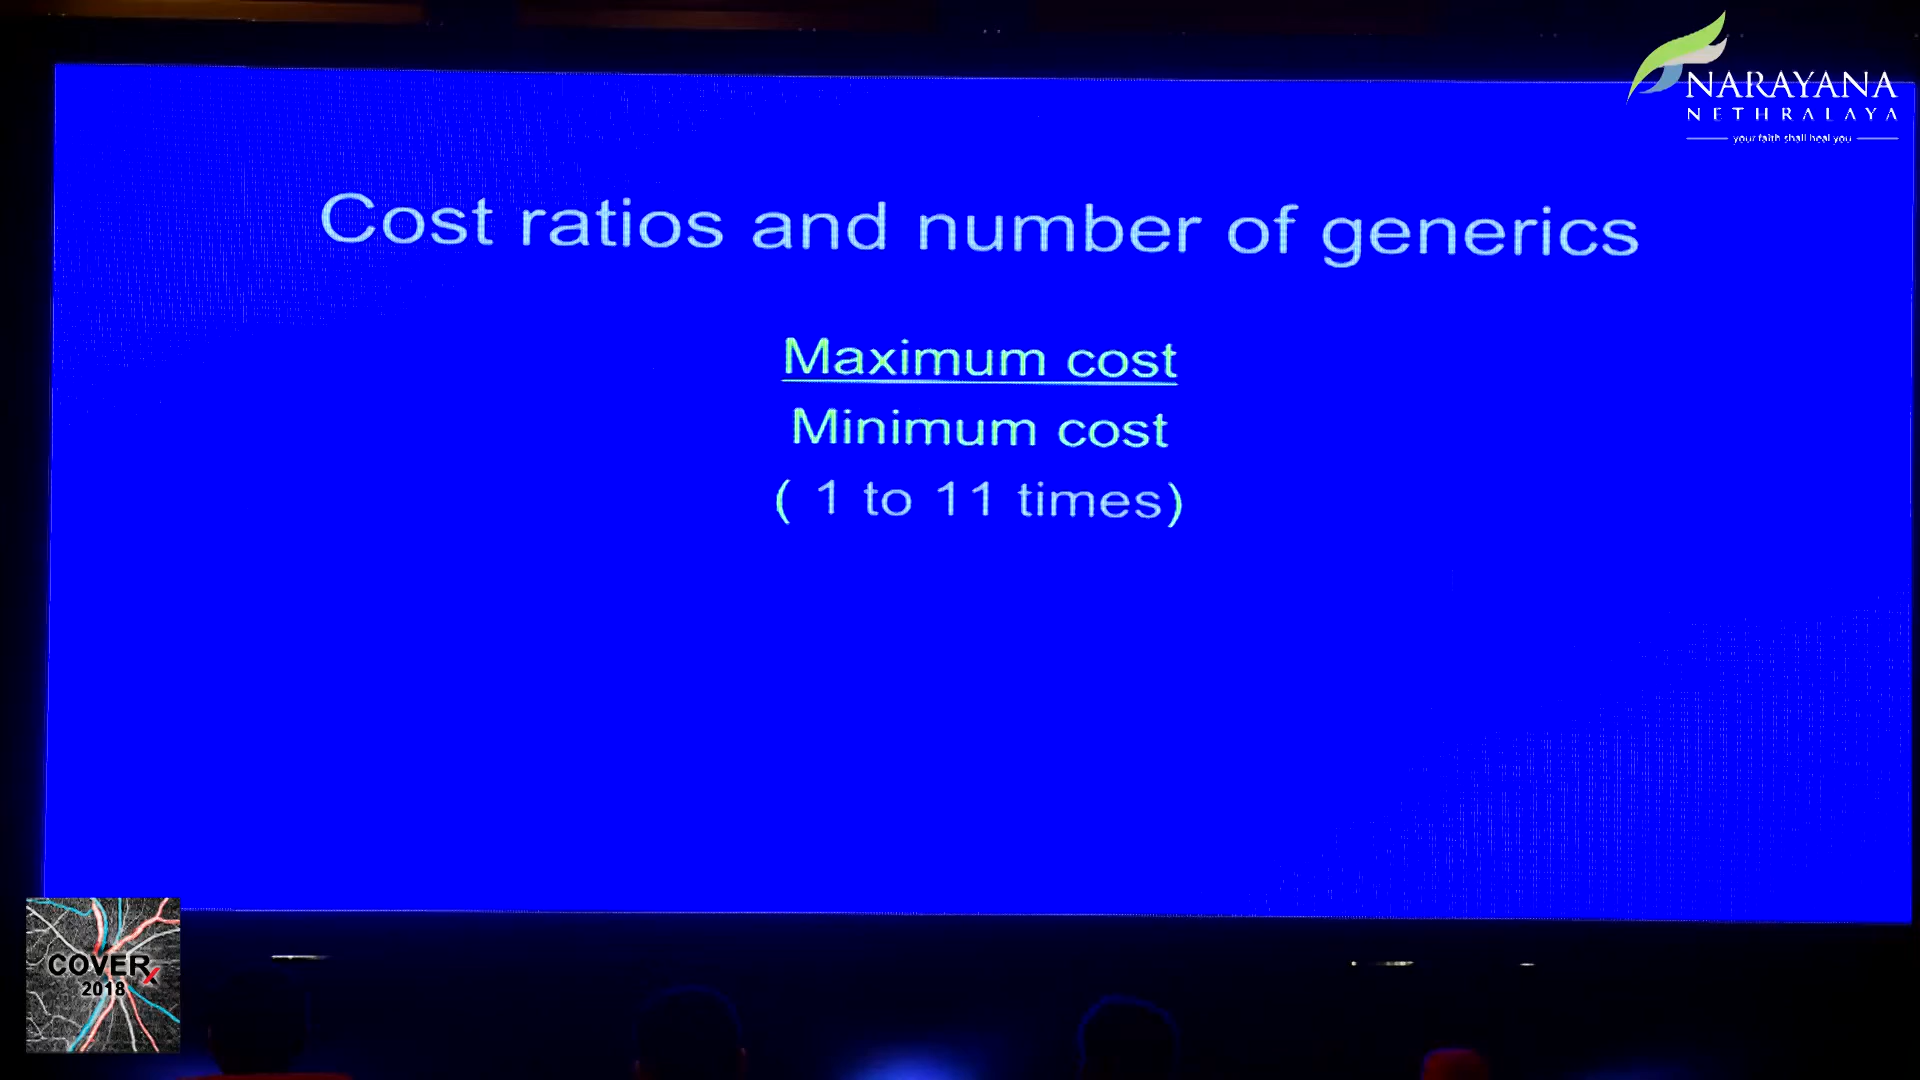 NARAYANA
NETHRALAYA
your faith shall heal you
Cost ratios and number of generics
Maximum cost
Minimum cost
( 1 to 11 times)
COVERx
2018